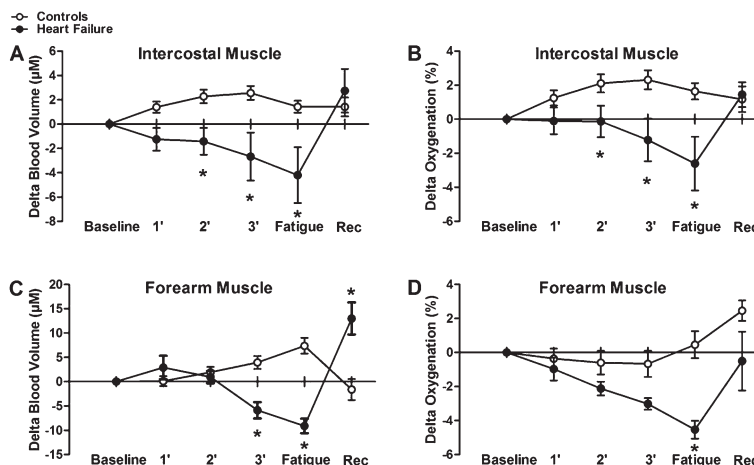 Controls
Heart Failure
A
Intercostal Muscle
Delta Blood Volume (µM)
6
4
2
0
-2
-4
-6
-8
*
*
*
Baseline 1' 2' 3' Fatigue Rec
B
Intercostal Muscle
Delta Oxygenation (%)
4
2
0
-2
-4
-6
*
*
*
Baseline 1' 2' 3' Fatigue Rec
C
Forearm Muscle
Delta Blood Volume (µM)
20
15
10
5
0
-5
-10
-15
*
*
*
Baseline 1' 2' 3' Fatigue Rec
D
Forearm Muscle
Delta Oxygenation (%)
4
2
0
-2
-4
-6
*
Baseline 1' 2' 3' Fatigue Rec